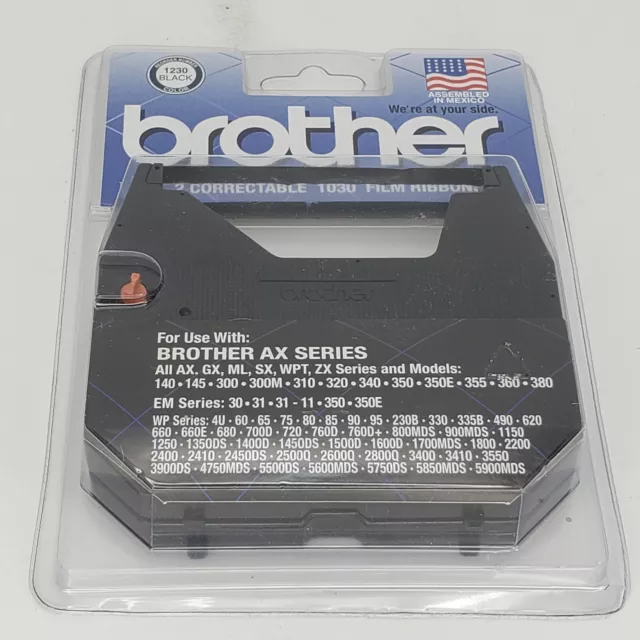 REORDER NUMBER
1230
BLACK
COLOR
ASSEMBLED
IN MEXICO
We're at your side.
brother
2 CORRECTABLE 1030 FILM RIBBON
brother
For Use With:
BROTHER AX SERIES
All AX, GX, ML, SX, WPT, ZX Series and Models:
140 • 145 • 300 • 300M • 310 • 320 • 340 • 350 • 350E • 355 • 360 • 380
EM Series: 30 • 31 • 31 - 11 • 350 • 350E
WP Series: 4U • 60 • 65 • 75 • 80 • 85 • 90 • 95 • 230B • 330 • 335B • 490 • 620
660 • 660E • 680 • 700D • 720 • 760D • 760D+ • 800MDS • 900MDS • 1150
1250 • 1350DS • 1400D • 1450DS • 1500D • 1600D • 1700MDS • 1800 • 2200
2400 • 2410 • 2450DS • 2500Q • 2600Q • 2800Q • 3400 • 3410 • 3550
3900DS • 4750MDS • 5500DS • 5600MDS • 5750DS • 5850MDS • 5900MDS